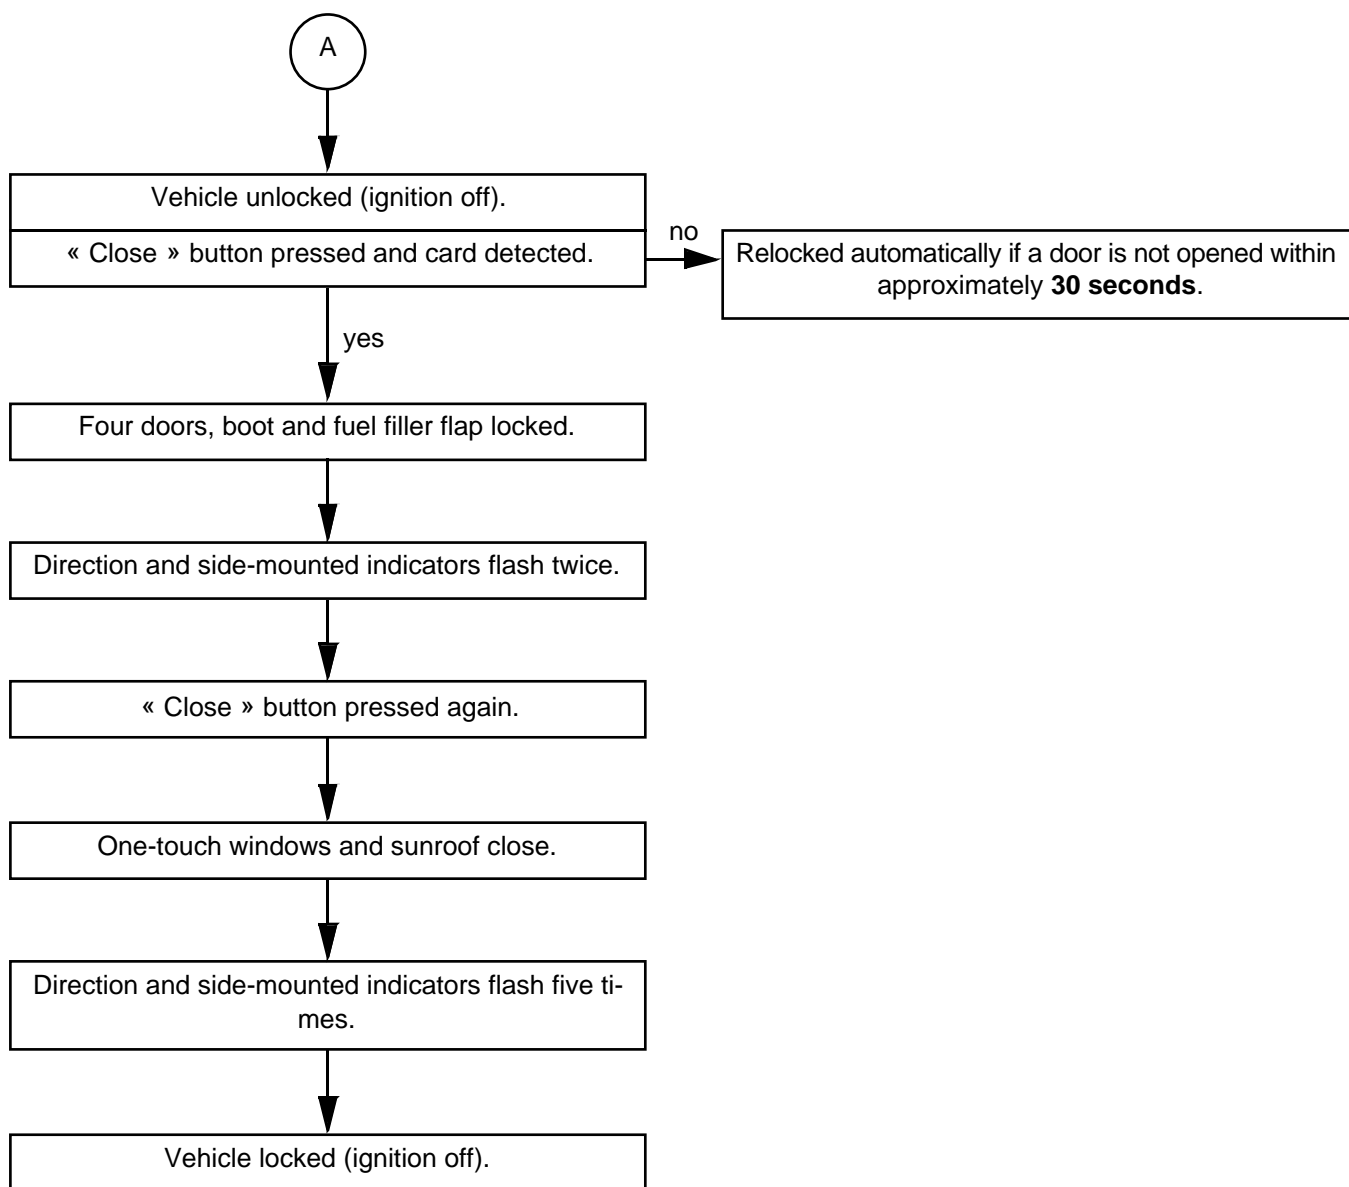 A
Vehicle unlocked (ignition off).
« Close » button pressed and card detected.
no
Relocked automatically if a door is not opened within
approximately 30 seconds.
yes
Four doors, boot and fuel filler flap locked.
Direction and side-mounted indicators flash twice.
« Close » button pressed again.
One-touch windows and sunroof close.
Direction and side-mounted indicators flash five ti-
mes.
Vehicle locked (ignition off).